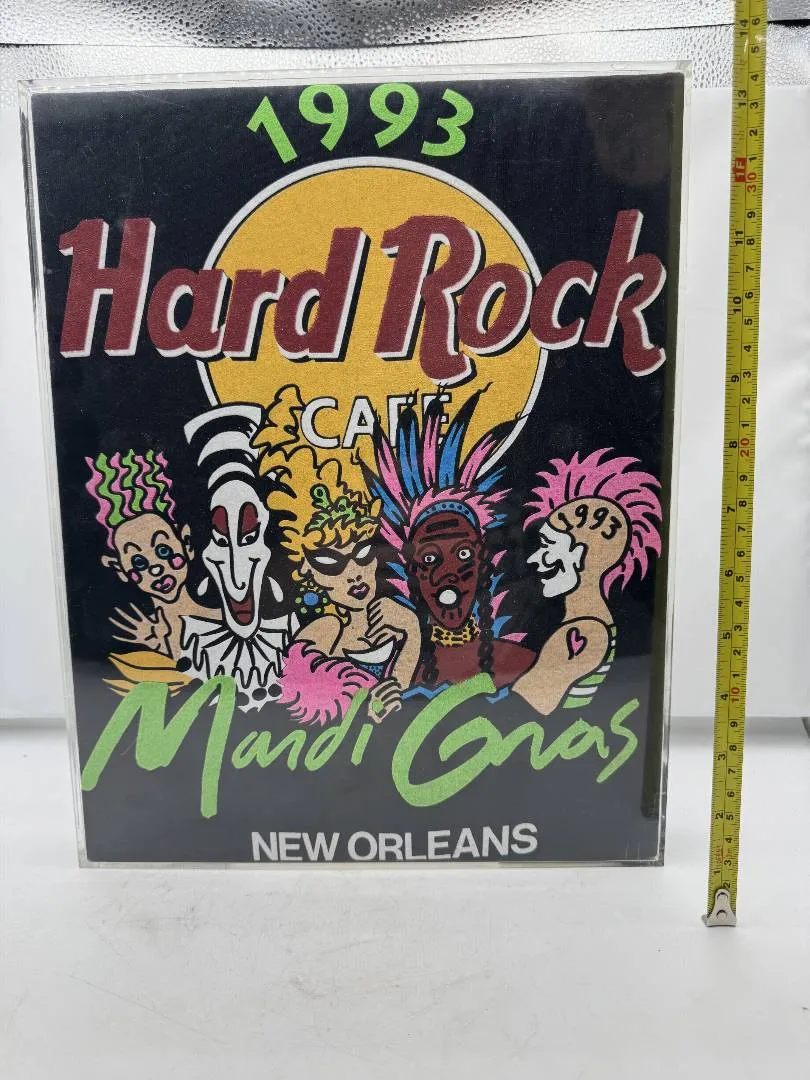 1993
Hard Rock
CAFE
1993
Mardi Gras
NEW ORLEANS